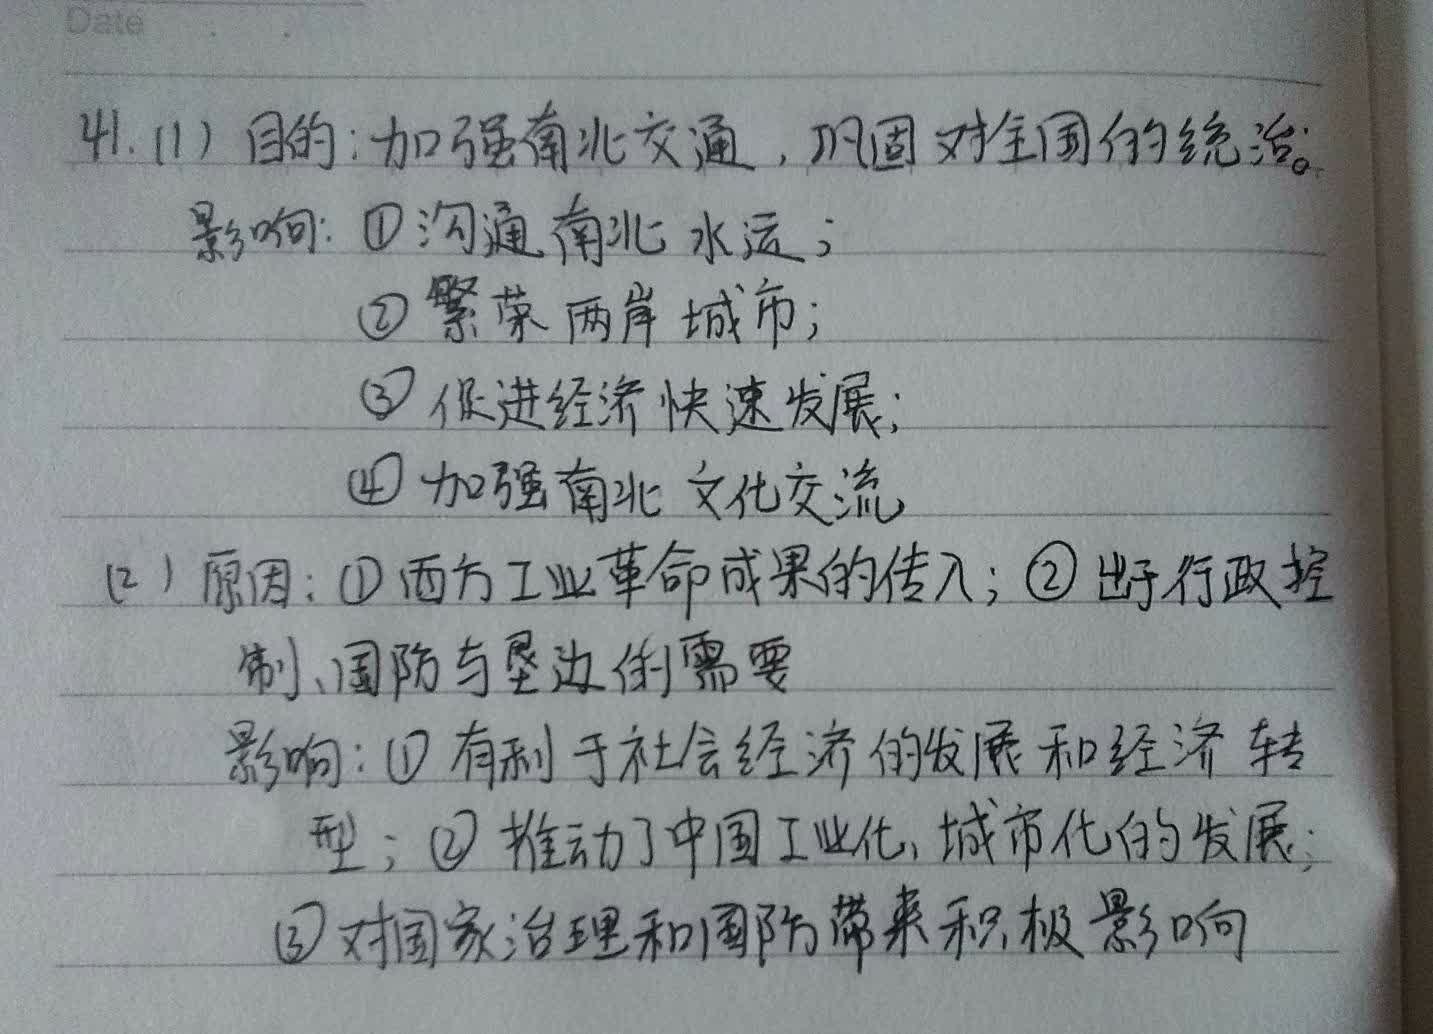 Date
41.(1) 目的:加强南北交通,巩固对全国的统治。
影响: ①沟通南北水运;
②繁荣两岸城市;
③促进经济快速发展;
④加强南北文化交流
(2) 原因: ①西方工业革命成果的传入; ②出于行政控
制、国防与垦边的需要
影响: ①有利于社会经济的发展和经济转
型; ②推动了中国工业化、城市化的发展;
③对国家治理和国防带来积极影响